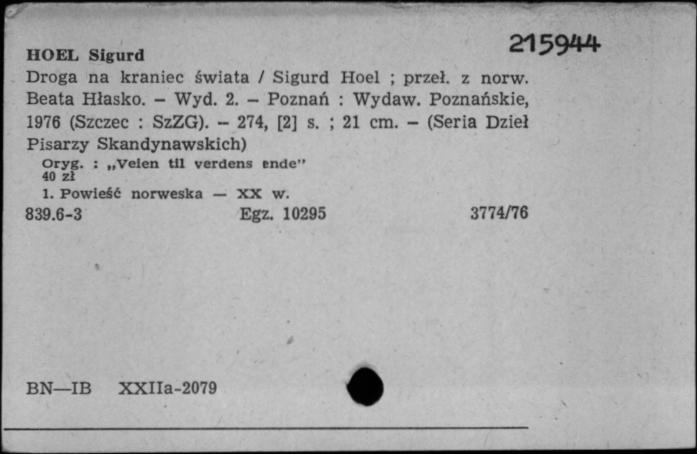 215944
HOEL Sigurd
Droga na kraniec świata / Sigurd Hoel ; przeł. z norw.
Beata Hłasko. — Wyd. 2. — Poznań : Wydaw. Poznańskie,
1976 (Szczec : SzZG). — 274, [2] s. ; 21 cm. — (Seria Dzieł
Pisarzy Skandynawskich)
Oryg. : „Veien til verdens ende”
40 zł
1. Powieść norweska — XX w.
839.6-3 Egz. 10295 3774/76
BN—IB XXIIa-2079